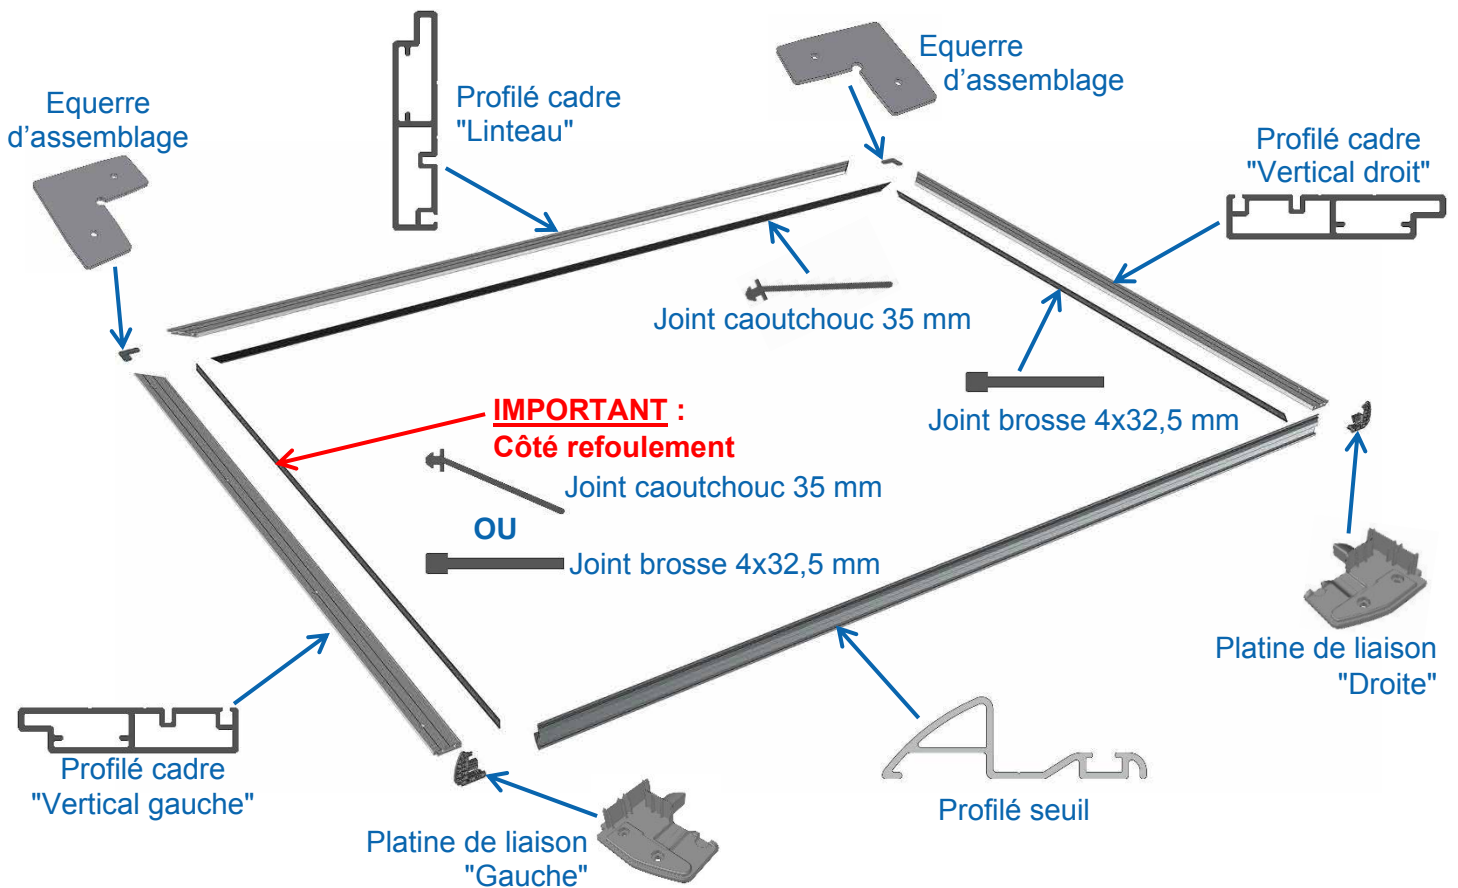 Equerre
d'assemblage
Profilé cadre
"Linteau"
Equerre
d'assemblage
Profilé cadre
"Vertical droit"
Joint caoutchouc 35 mm
Joint brosse 4x32,5 mm
IMPORTANT :
Côté refoulement
Joint caoutchouc 35 mm
OU
Joint brosse 4x32,5 mm
Platine de liaison
"Droite"
Profilé cadre
"Vertical gauche"
Profilé seuil
Platine de liaison
"Gauche"